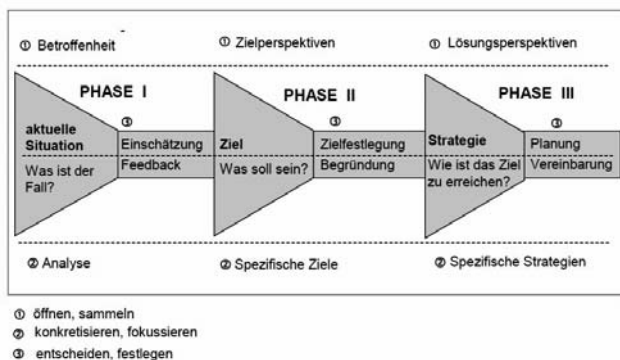 ① Betroffenheit
① Zielperspektiven
① Lösungsperspektiven
PHASE I
PHASE II
PHASE III
③
③
③
aktuelle
Situation
Was ist der
Fall?
Einschätzung
Feedback
Ziel
Was soll sein?
Zielfestlegung
Begründung
Strategie
Wie ist das Ziel
zu erreichen?
Planung
Vereinbarung
② Analyse
② Spezifische Ziele
② Spezifische Strategien
① öffnen, sammeln
② konkretisieren, fokussieren
③ entscheiden, festlegen